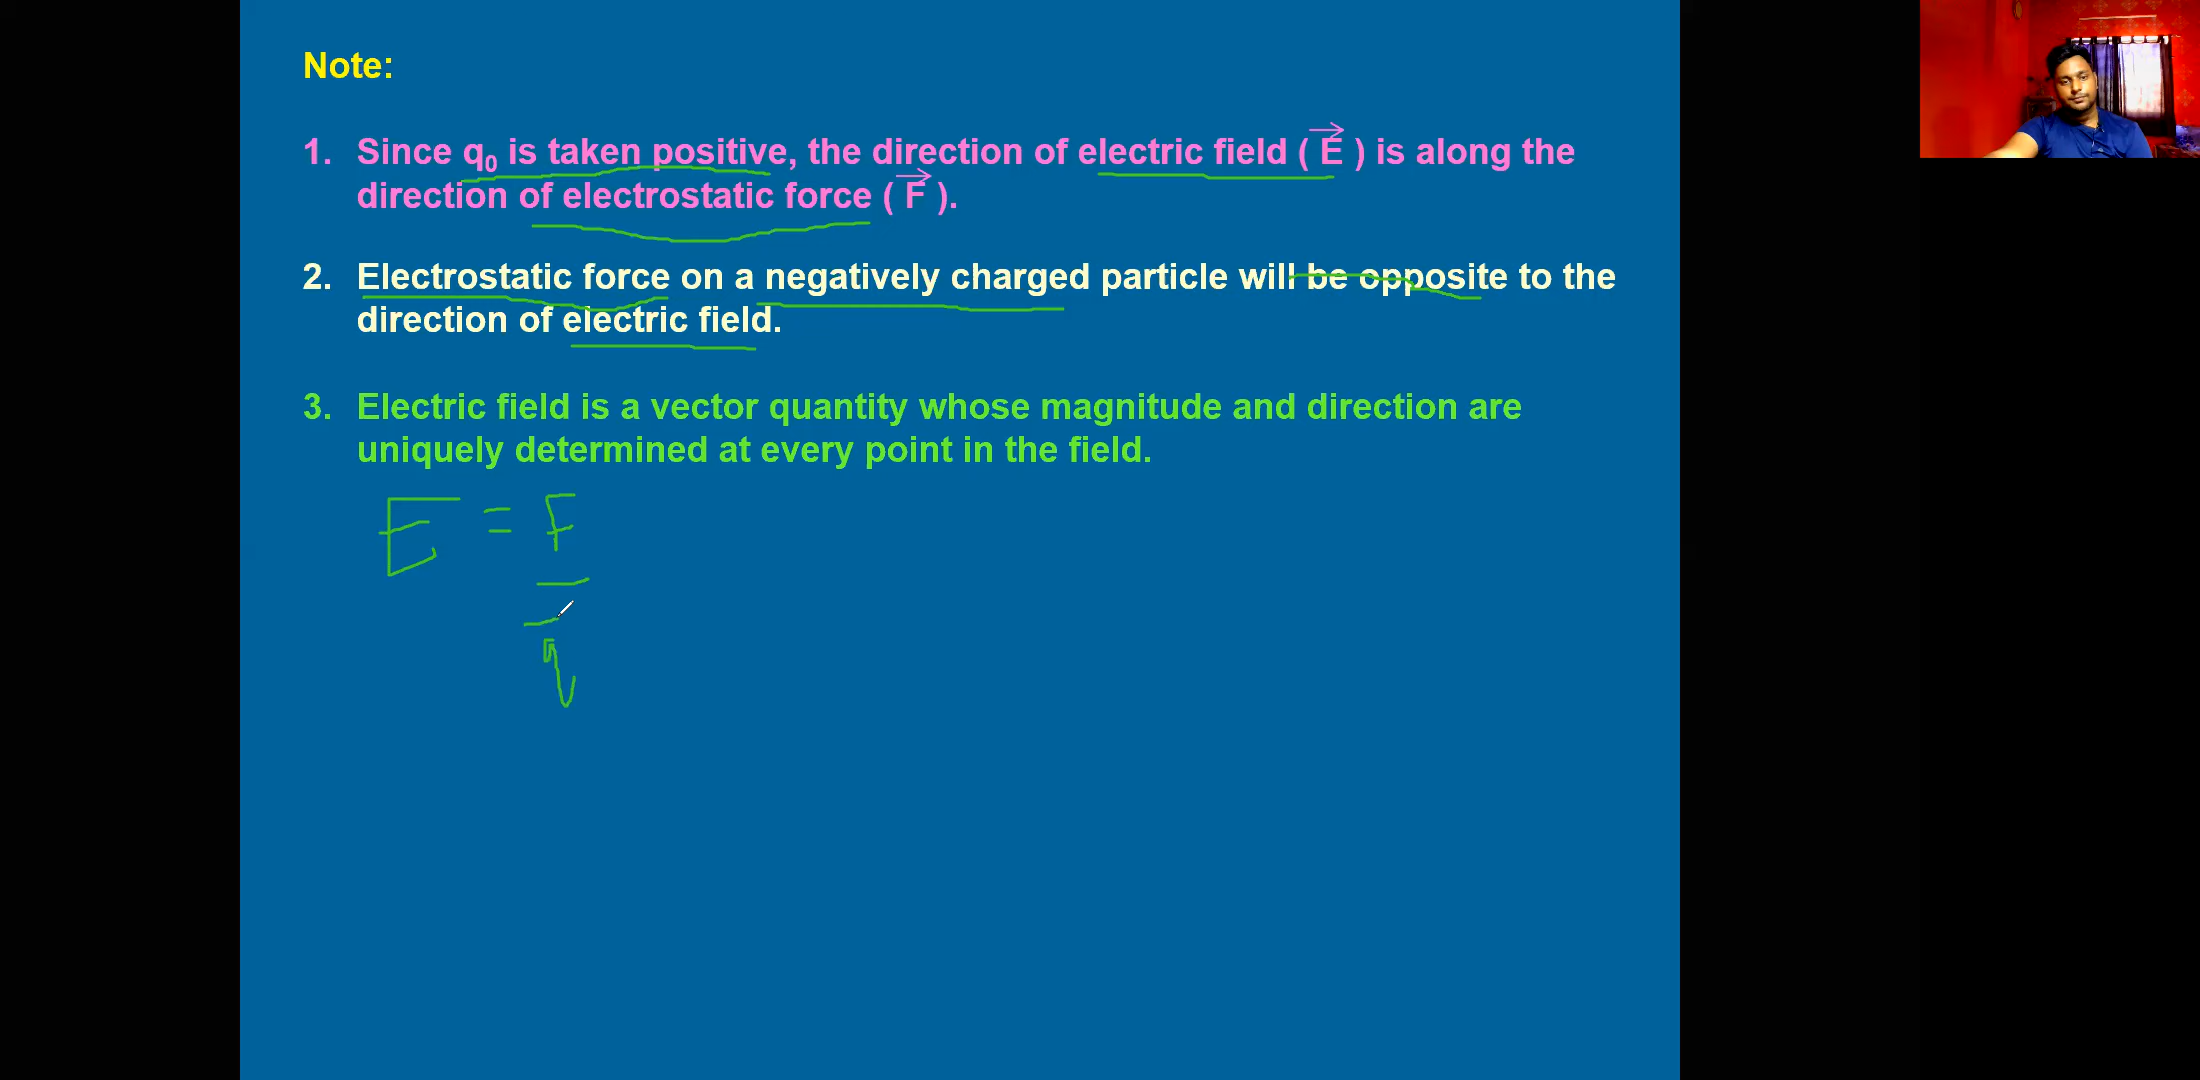 Note:
1. Since q₀ is taken positive, the direction of electric field ( E⃗ ) is along the
direction of electrostatic force ( F⃗ ).
2. Electrostatic force on a negatively charged particle will be opposite to the
direction of electric field.
3. Electric field is a vector quantity whose magnitude and direction are
uniquely determined at every point in the field.
E = F
q